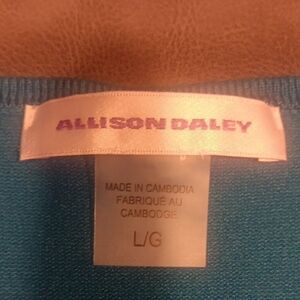 ALLISON DALEY
MADE IN CAMBODIA
FABRIQUÉ AU
CAMBODGE
L/G